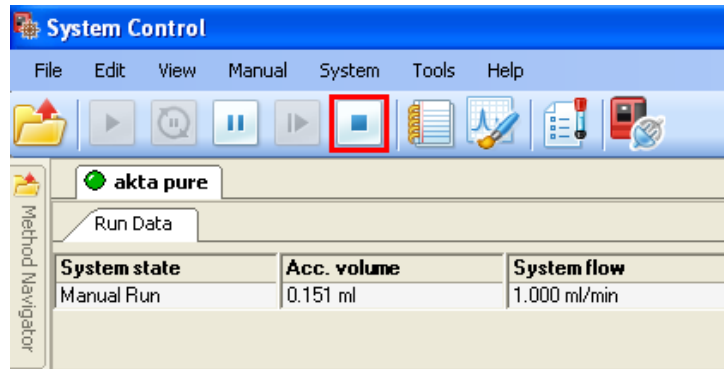 System Control
File Edit View Manual System Tools Help
akta pure
Method Navigator
Run Data
System state Acc. volume System flow
Manual Run 0.151 ml 1.000 ml/min